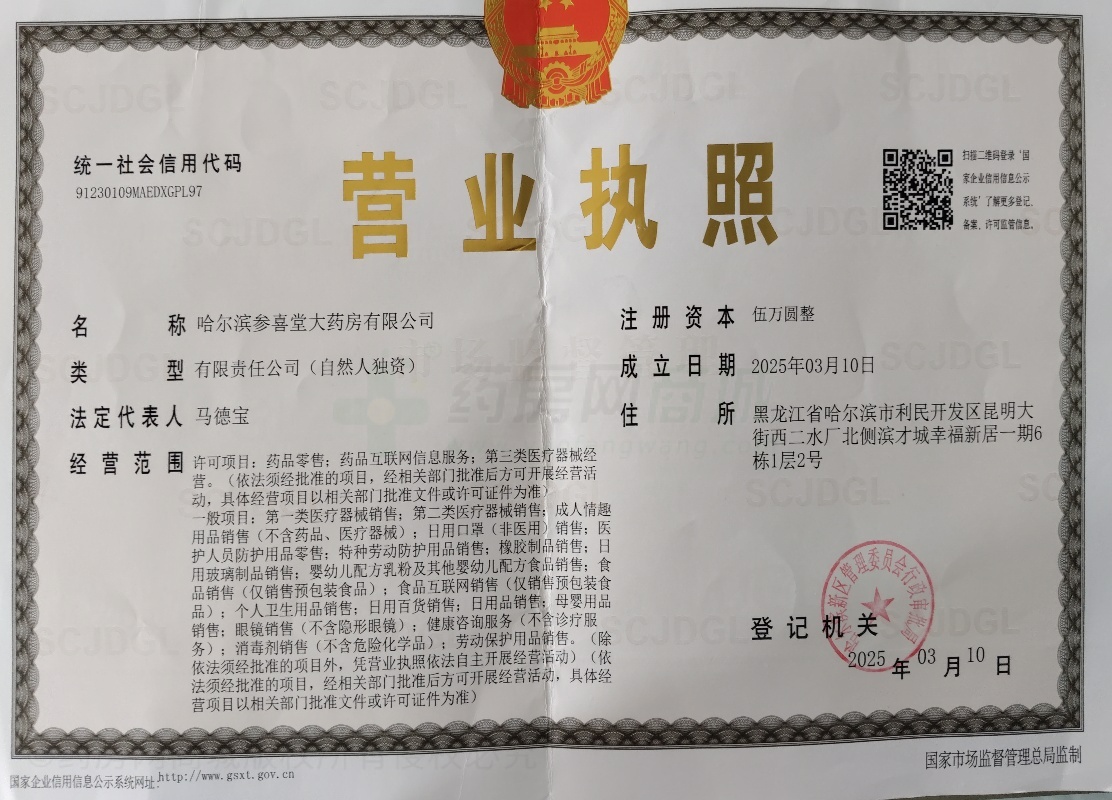 统一社会信用代码
91230109MAEDXGPL97
营业执照
扫描二维码登录‘国
家企业信用信息公示
系统’了解更多登记、
备案、许可监管信息。
名称 哈尔滨参喜堂大药房有限公司
类型 有限责任公司（自然人独资）
法定代表人 马德宝
经营范围 许可项目：药品零售；药品互联网信息服务；第三类医疗器械经
营。（依法须经批准的项目，经相关部门批准后方可开展经营活
动，具体经营项目以相关部门批准文件或许可证件为准）
一般项目：第一类医疗器械销售；第二类医疗器械销售；成人情趣
用品销售（不含药品、医疗器械）；日用口罩（非医用）销售；医
护人员防护用品零售；特种劳动防护用品销售；橡胶制品销售；日
用玻璃制品销售；婴幼儿配方乳粉及其他婴幼儿配方食品销售；食
品销售（仅销售预包装食品）；食品互联网销售（仅销售预包装食
品）；个人卫生用品销售；日用百货销售；日用品销售；母婴用品
销售；眼镜销售（不含隐形眼镜）；健康咨询服务（不含诊疗服
务）；消毒剂销售（不含危险化学品）；劳动保护用品销售。（除
依法须经批准的项目外，凭营业执照依法自主开展经营活动）（依
法须经批准的项目，经相关部门批准后方可开展经营活动，具体经
营项目以相关部门批准文件或许可证件为准）
注册资本 伍万圆整
成立日期 2025年03月10日
住所 黑龙江省哈尔滨市利民开发区昆明大
街西二水厂北侧滨才城幸福新居一期6
栋1层2号
登记机关
2025年03月10日
国家企业信用信息公示系统网址：http://www.gsxt.gov.cn
国家市场监督管理总局监制
SCJDGL
药房网商城